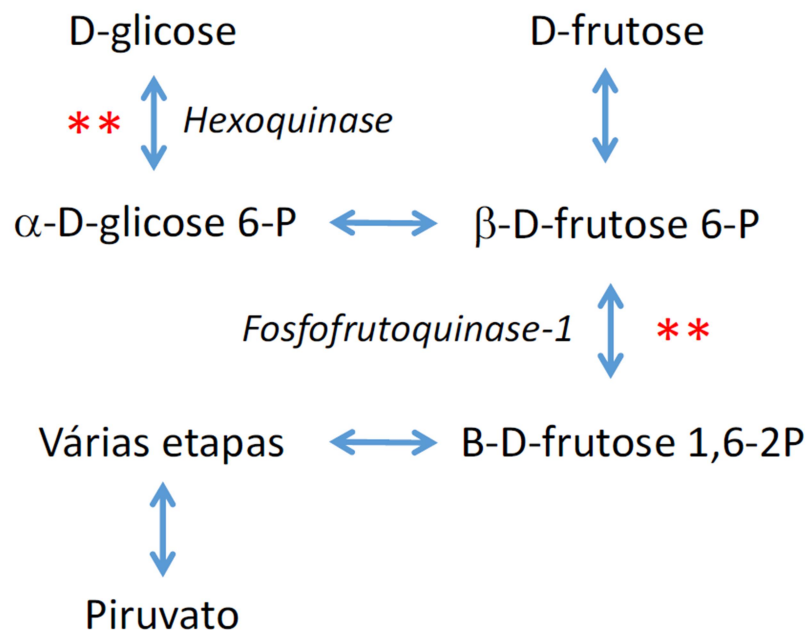 D-glicose
D-frutose
** Hexoquinase
α-D-glicose 6-P
β-D-frutose 6-P
Fosfofrutoquinase-1 **
Várias etapas
B-D-frutose 1,6-2P
Piruvato